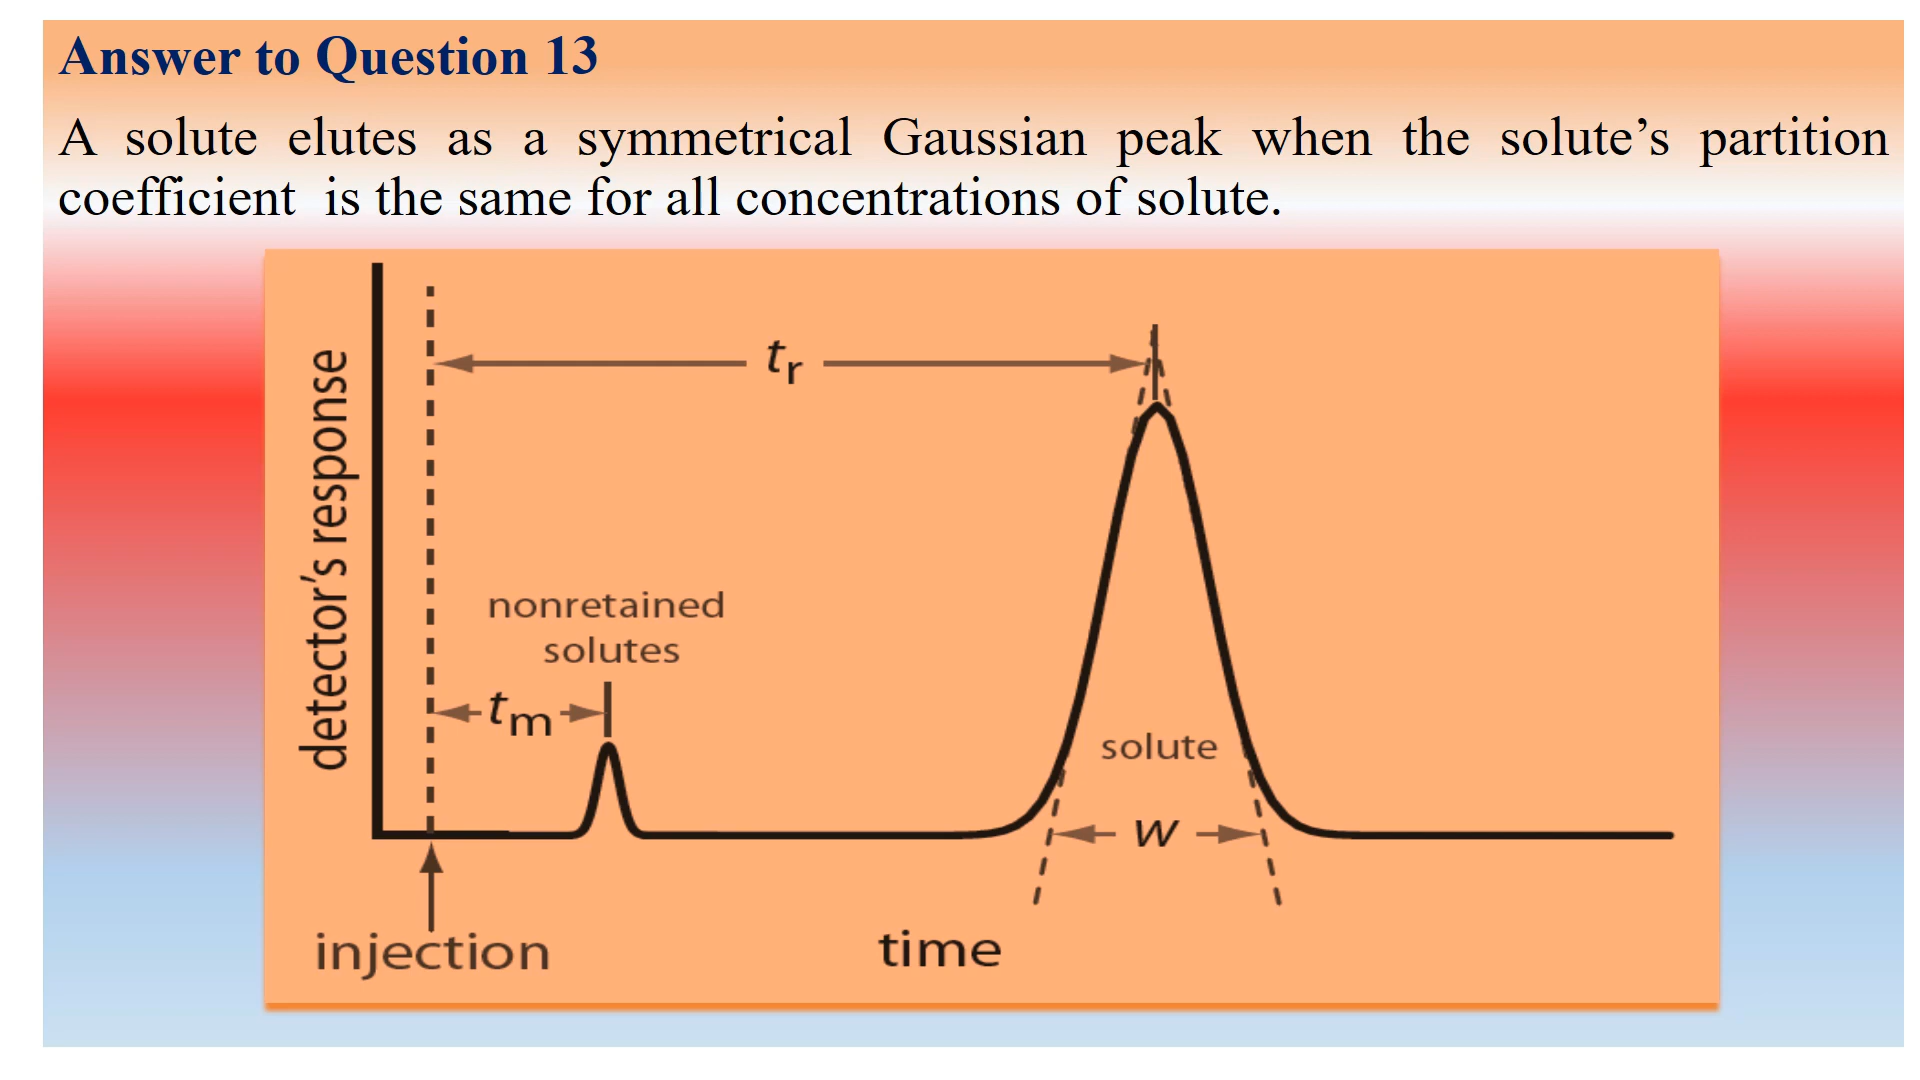 Answer to Question 13
A solute elutes as a symmetrical Gaussian peak when the solute’s partition
coefficient is the same for all concentrations of solute.
detector’s response
tr
nonretained
solutes
tm
solute
w
injection
time